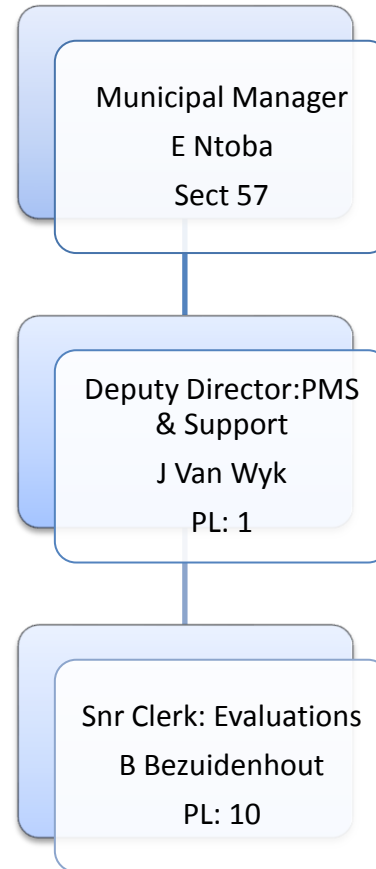 Municipal Manager
E Ntoba
Sect 57
Deputy Director:PMS
& Support
J Van Wyk
PL: 1
Snr Clerk: Evaluations
B Bezuidenhout
PL: 10